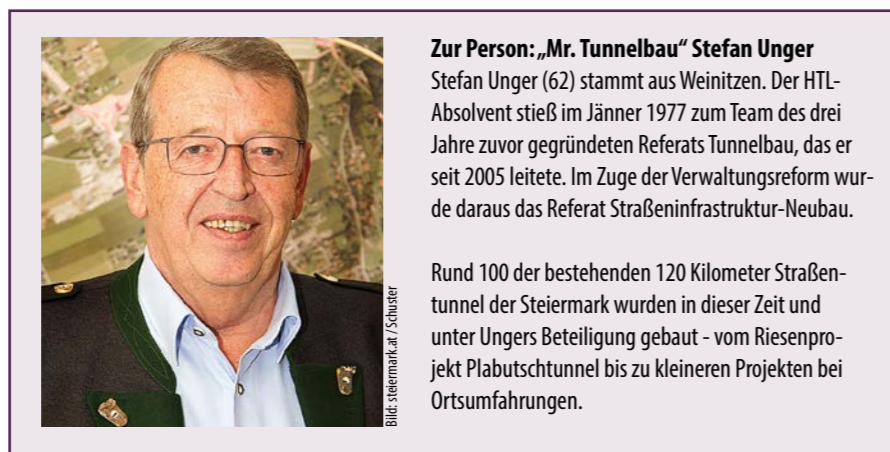 Zur Person: „Mr. Tunnelbau“ Stefan Unger
Stefan Unger (62) stammt aus Weinitzen. Der HTL-
Absolvent stieß im Jänner 1977 zum Team des drei
Jahre zuvor gegründeten Referats Tunnelbau, das er
seit 2005 leitete. Im Zuge der Verwaltungsreform wur-
de daraus das Referat Straßeninfrastruktur-Neubau.
Rund 100 der bestehenden 120 Kilometer Straßen-
tunnel der Steiermark wurden in dieser Zeit und
unter Ungers Beteiligung gebaut - vom Riesenpro-
jekt Plabutschtunnel bis zu kleineren Projekten bei
Ortsumfahrungen.
Bild: steiermark.at / Schuster